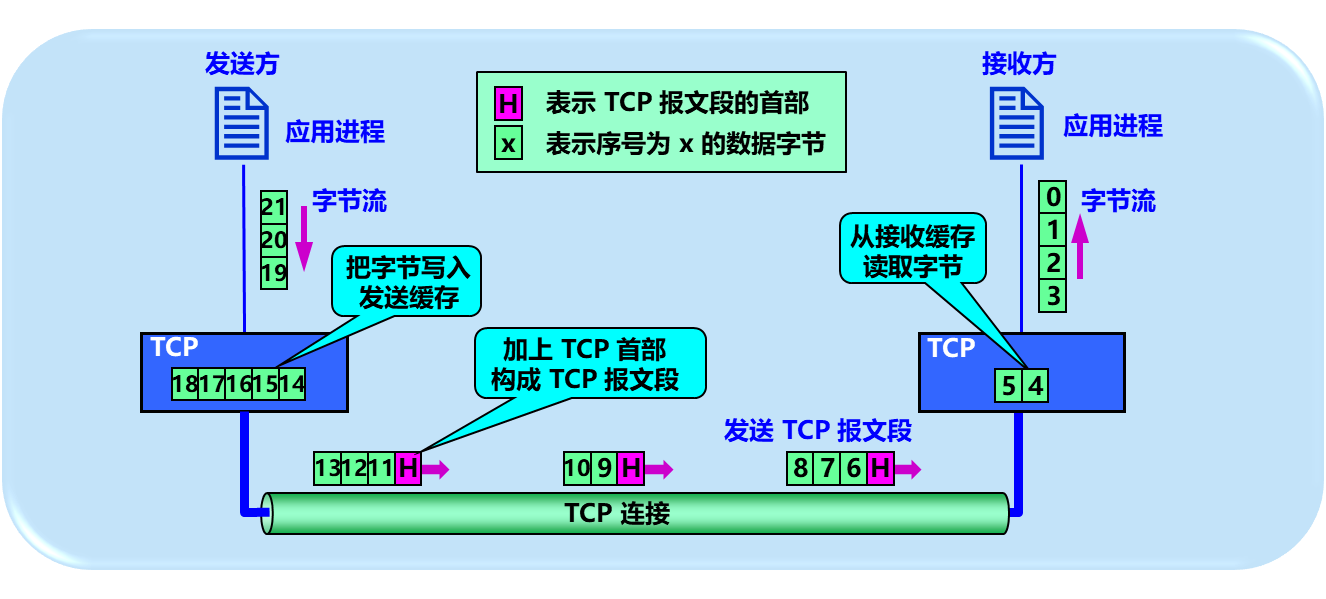 发送方
接收方
H 表示 TCP 报文段的首部
x 表示序号为 x 的数据字节
应用进程
应用进程
字节流
21
20
19
字节流
0
1
2
3
把字节写入
发送缓存
从接收缓存
读取字节
TCP
18 17 16 15 14
TCP
5 4
加上 TCP 首部
构成 TCP 报文段
发送 TCP 报文段
13 12 11 H
10 9 H
8 7 6 H
TCP 连接